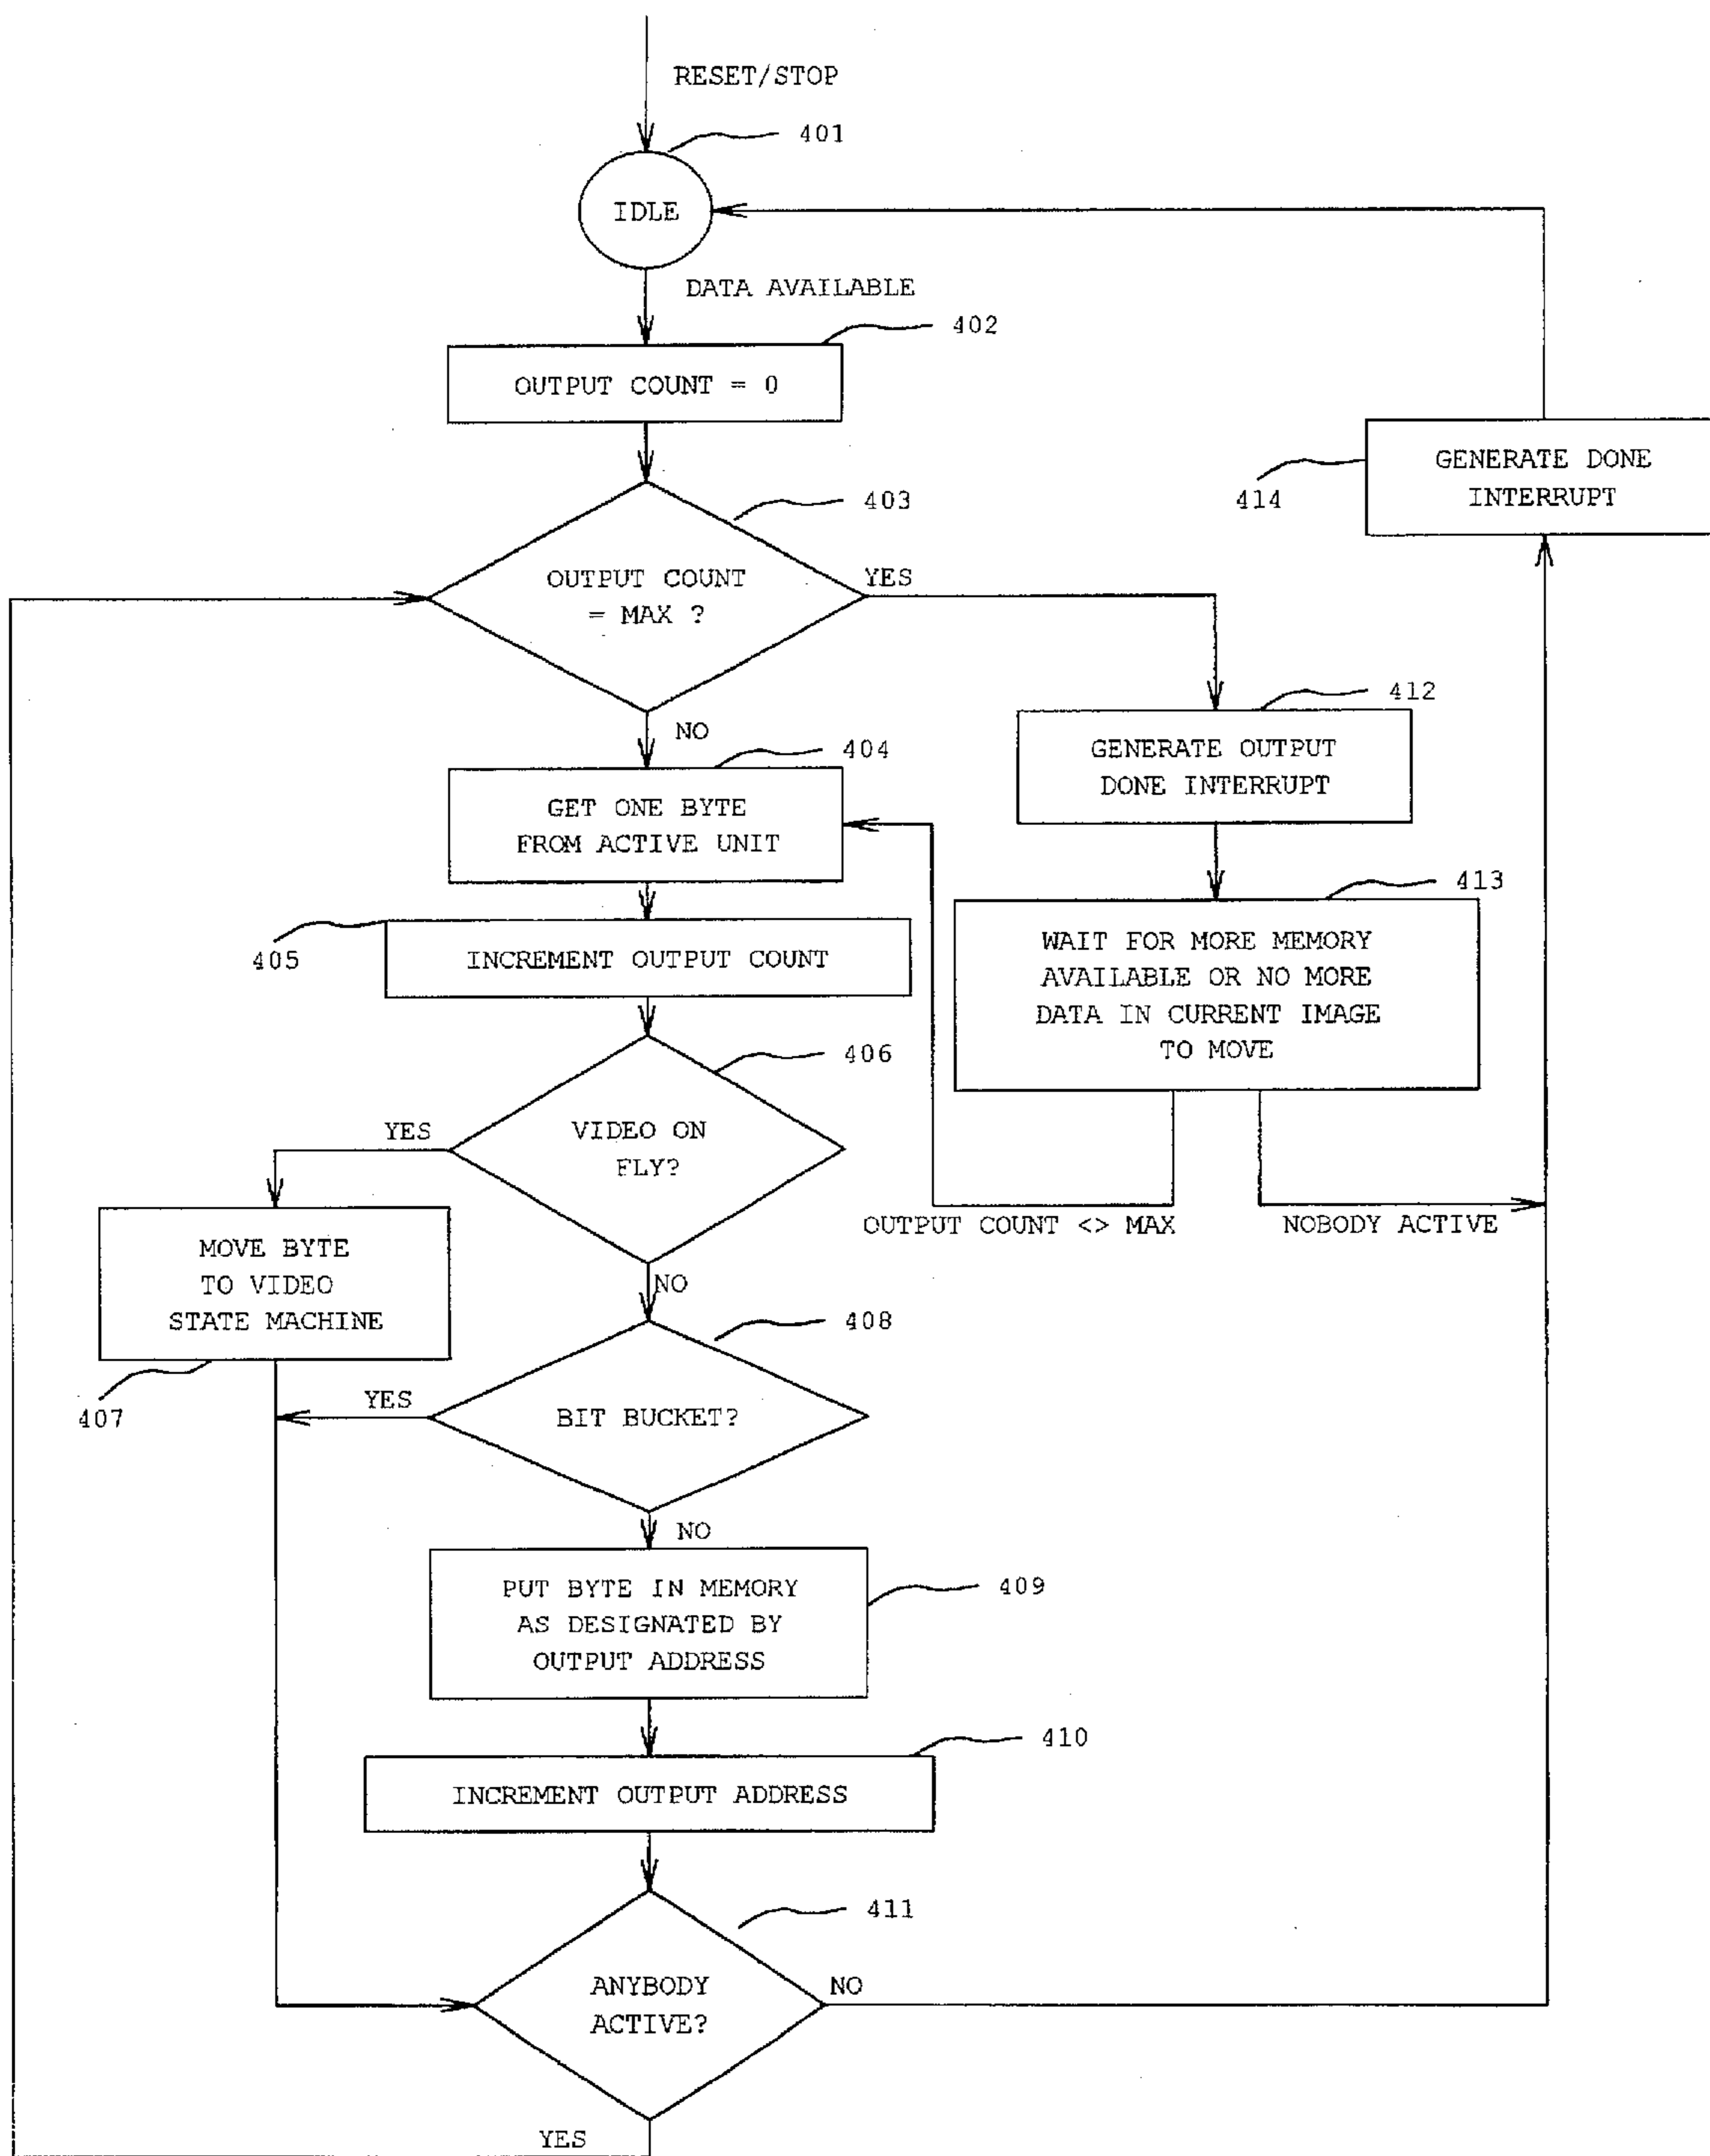 RESET/STOP
401
IDLE
DATA AVAILABLE
402
OUTPUT COUNT = 0
403
OUTPUT COUNT
= MAX ?
YES
NO
GENERATE DONE
INTERRUPT
414
412
GENERATE OUTPUT
DONE INTERRUPT
404
GET ONE BYTE
FROM ACTIVE UNIT
413
WAIT FOR MORE MEMORY
AVAILABLE OR NO MORE
DATA IN CURRENT IMAGE
TO MOVE
405
INCREMENT OUTPUT COUNT
406
VIDEO ON
FLY?
YES
NO
OUTPUT COUNT <> MAX
NOBODY ACTIVE
MOVE BYTE
TO VIDEO
STATE MACHINE
407
408
BIT BUCKET?
YES
NO
PUT BYTE IN MEMORY
AS DESIGNATED BY
OUTPUT ADDRESS
409
410
INCREMENT OUTPUT ADDRESS
411
ANYBODY
ACTIVE?
NO
YES